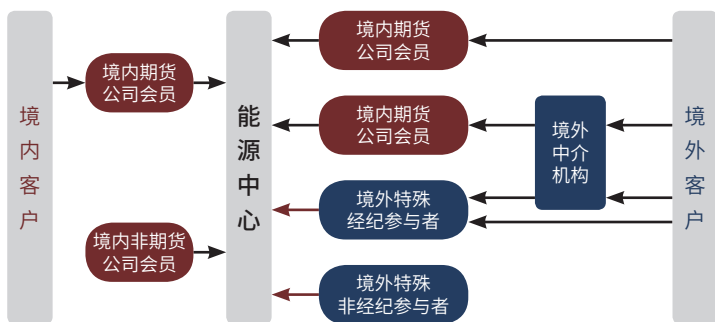 境内客户
境内期货
公司会员
境内非期货
公司会员
能源中心
境内期货
公司会员
境内期货
公司会员
境外特殊
经纪参与者
境外特殊
非经纪参与者
境外
中介
机构
境外客户